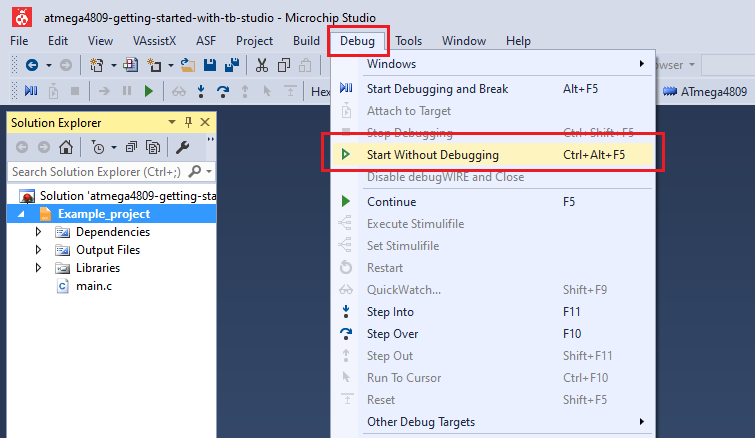 atmega4809-getting-started-with-tb-studio - Microchip Studio
File Edit View VAssistX ASF Project Build Debug Tools Window Help
Windows
rowser
Start Debugging and Break Alt+F5
Hex
ATmega4809
Attach to Target
Solution Explorer
Stop Debugging Ctrl+Shift+F5
Start Without Debugging Ctrl+Alt+F5
Search Solution Explorer (Ctrl+;)
Disable debugWIRE and Close
Solution 'atmega4809-getting-sta
Continue F5
Example_project
Execute Stimulifile
Dependencies
Set Stimulifile
Output Files
Restart
Libraries
main.c
QuickWatch... Shift+F9
Step Into F11
Step Over F10
Step Out Shift+F11
Run To Cursor Ctrl+F10
Reset Shift+F5
Other Debug Targets